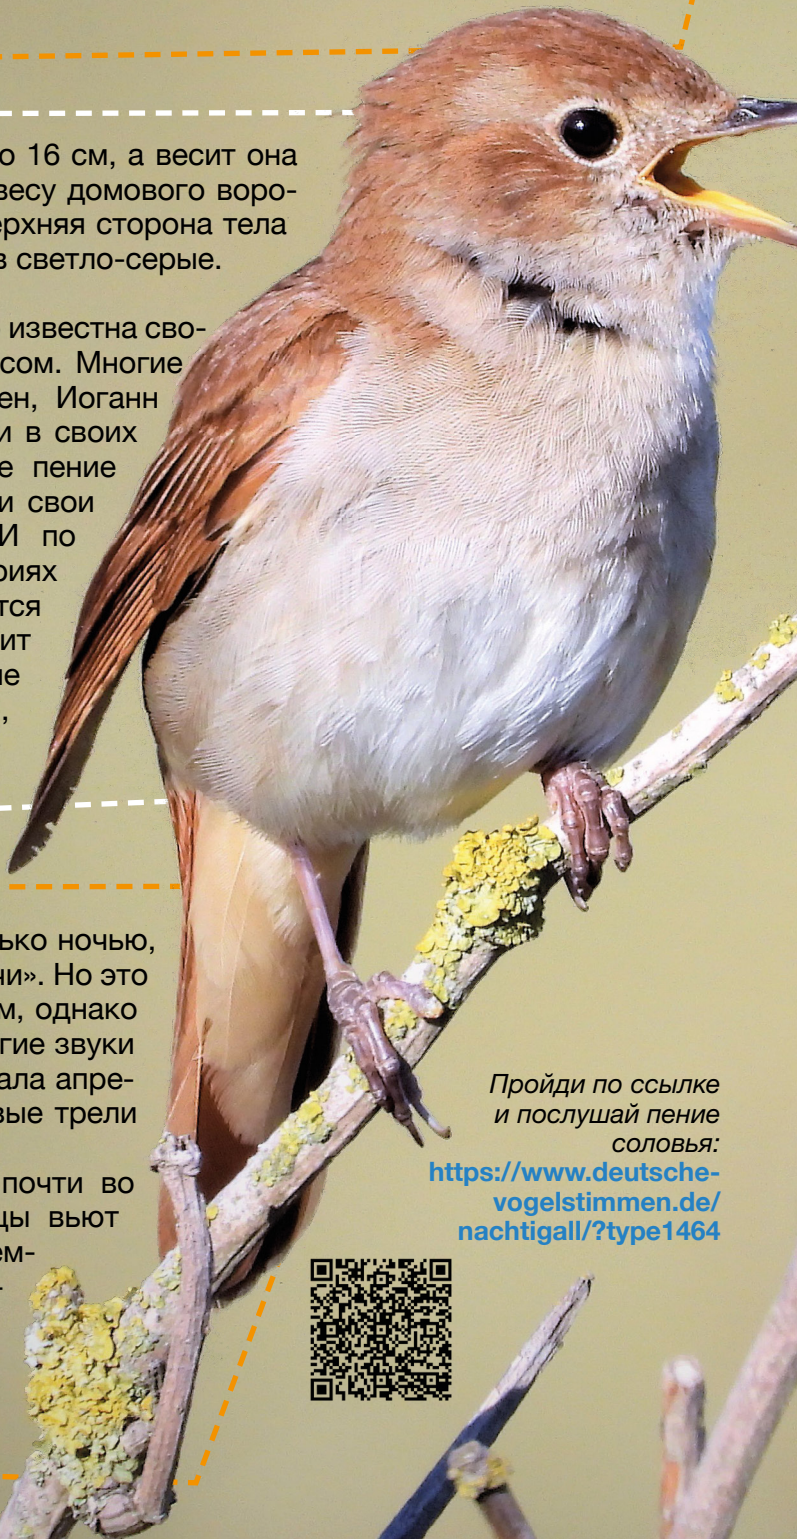 о 16 см, а весит она
весу домового воро-
ерхняя сторона тела
в светло-серые.
известна сво-
сом. Многие
ен, Иоганн
и в своих
е пение
и свои
И по
риях
тся
ит
ие
,
ько ночью,
чи». Но это
м, однако
гие звуки
ала апре-
вые трели
почти во
цы вьют
ем-
-
Пройди по ссылке
и послушай пение
соловья:
https://www.deutsche-
vogelstimmen.de/
nachtigall/?type1464